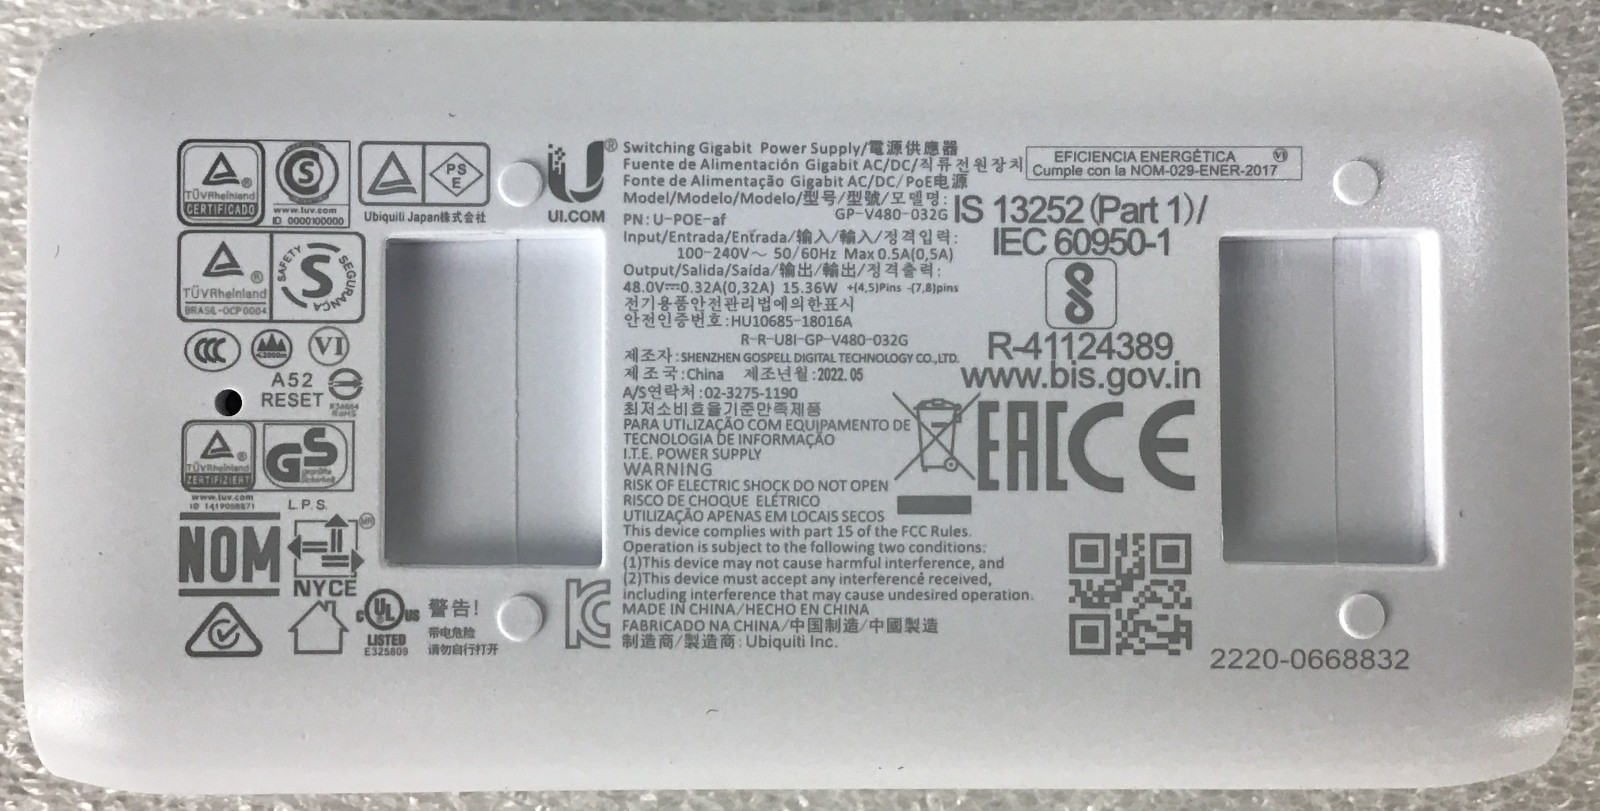 TÜVRheinland
CERTIFICADO
www.tuv.com
ID 0000100000
PS
E
Ubiquiti Japan株式会社
TÜVRheinland
BRASIL-OCP0004
SAFETY
S
SEGURANÇA
CCC
≤2000m
VI
A52
RESET
R3A664
RoHS
TÜVRheinland
ZERTIFIZIERT
GS
geprüfte
Sicherheit
www.tuv.com
ID 1419058871
L.P.S.
NOM
MR
NYCE
c UL US
LISTED
E325809
警告!
带电危险
请勿自行打开
U®
UI.COM
Switching Gigabit Power Supply/電源供應器
Fuente de Alimentación Gigabit AC/DC/직류전원장치
Fonte de Alimentação Gigabit AC/DC/PoE电源
Model/Modelo/Modelo/型号/型號/모델명:
GP-V480-032G
PN: U-POE-af
Input/Entrada/Entrada/输入/輸入/정격입력:
100-240V~ 50/60Hz Max 0.5A(0,5A)
Output/Salida/Saída/输出/輸出/정격출력:
48.0V⎓0.32A(0,32A) 15.36W +(4,5)Pins -(7,8)pins
전기용품안전관리법에의한표시
안전인증번호:HU10685-18016A
R-R-U8I-GP-V480-032G
제조자:SHENZHEN GOSPELL DIGITAL TECHNOLOGY CO.,LTD.
제조국:China 제조년월:2022.05
A/S연락처:02-3275-1190
최저소비효율기준만족제품
PARA UTILIZAÇÃO COM EQUIPAMENTO DE
TECNOLOGIA DE INFORMAÇÃO
I.T.E. POWER SUPPLY
WARNING
RISK OF ELECTRIC SHOCK DO NOT OPEN
RISCO DE CHOQUE ELÉTRICO
UTILIZAÇÃO APENAS EM LOCAIS SECOS
This device complies with part 15 of the FCC Rules.
Operation is subject to the following two conditions:
(1)This device may not cause harmful interference, and
(2)This device must accept any interference received,
including interference that may cause undesired operation.
MADE IN CHINA/HECHO EN CHINA
FABRICADO NA CHINA/中国制造/中國製造
制造商/製造商: Ubiquiti Inc.
EFICIENCIA ENERGÉTICA VI
Cumple con la NOM-029-ENER-2017
IS 13252 (Part 1)/
IEC 60950-1
R-41124389
www.bis.gov.in
EAC CE
2220-0668832